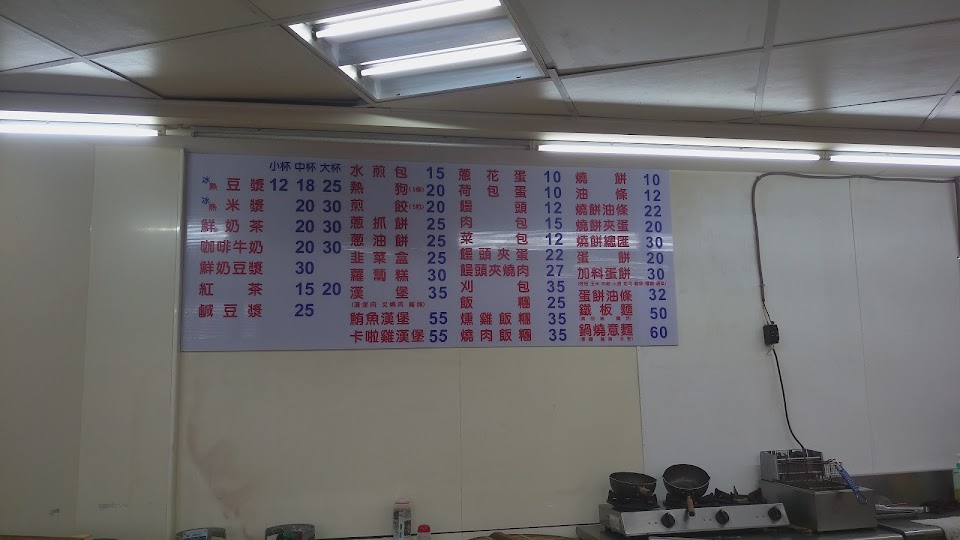 小杯 中杯 大杯
冰熱 豆漿 12 18 25
冰熱 米漿 20 30
鮮奶茶 20 30
咖啡牛奶 20 30
鮮奶豆漿 30
紅茶 15 20
鹹豆漿 25
水煎包 15
熱狗 20
煎餃 20
蔥抓餅 25
蔥油餅 25
韭菜盒 25
蘿蔔糕 30
漢堡 35
鮪魚漢堡 55
卡啦雞漢堡 55
蔥花蛋 10
荷包蛋 10
饅頭 12
肉包 15
菜包 12
饅頭夾蛋 22
饅頭夾燒肉 27
刈包 35
飯糰 25
燻雞飯糰 35
燒肉飯糰 35
燒餅 10
油條 12
燒餅油條 22
燒餅夾蛋 20
燒餅總匯 30
蛋餅 20
加料蛋餅 30
蛋餅油條 32
鐵板麵 50
鍋燒意麵 60